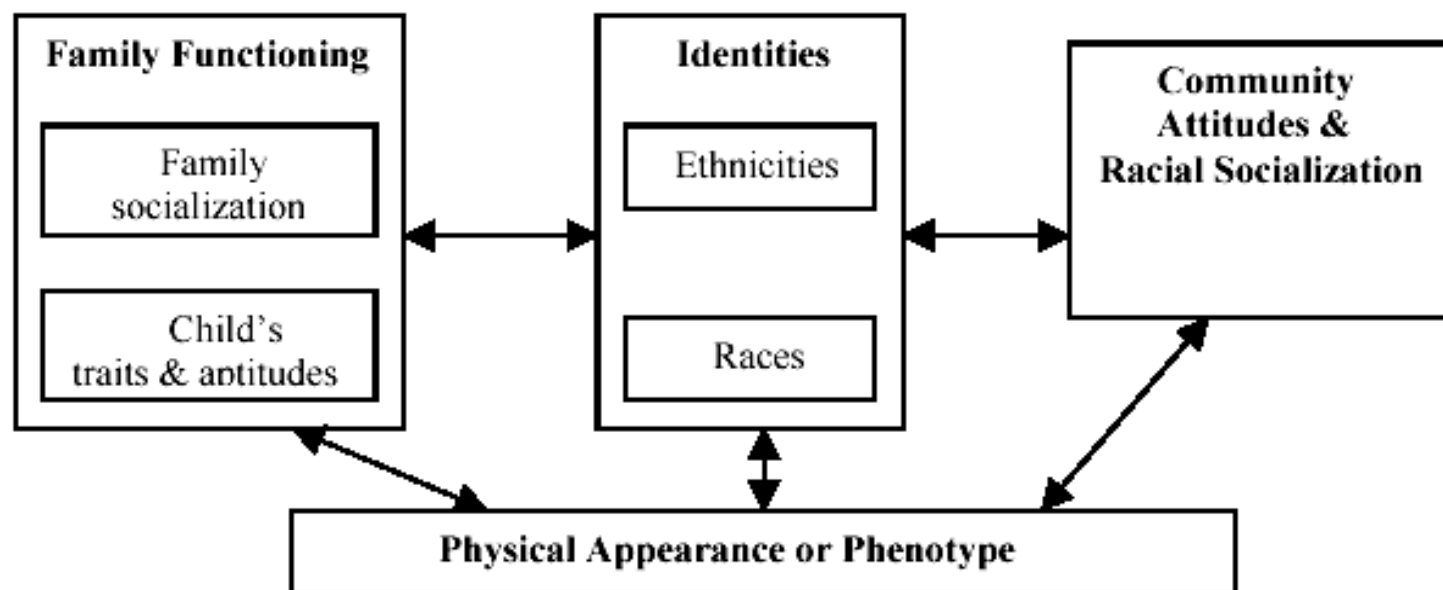 Family Functioning
Family
socialization
Child's
traits & aptitudes
Identities
Ethnicities
Races
Community
Attitudes &
Racial Socialization
Physical Appearance or Phenotype